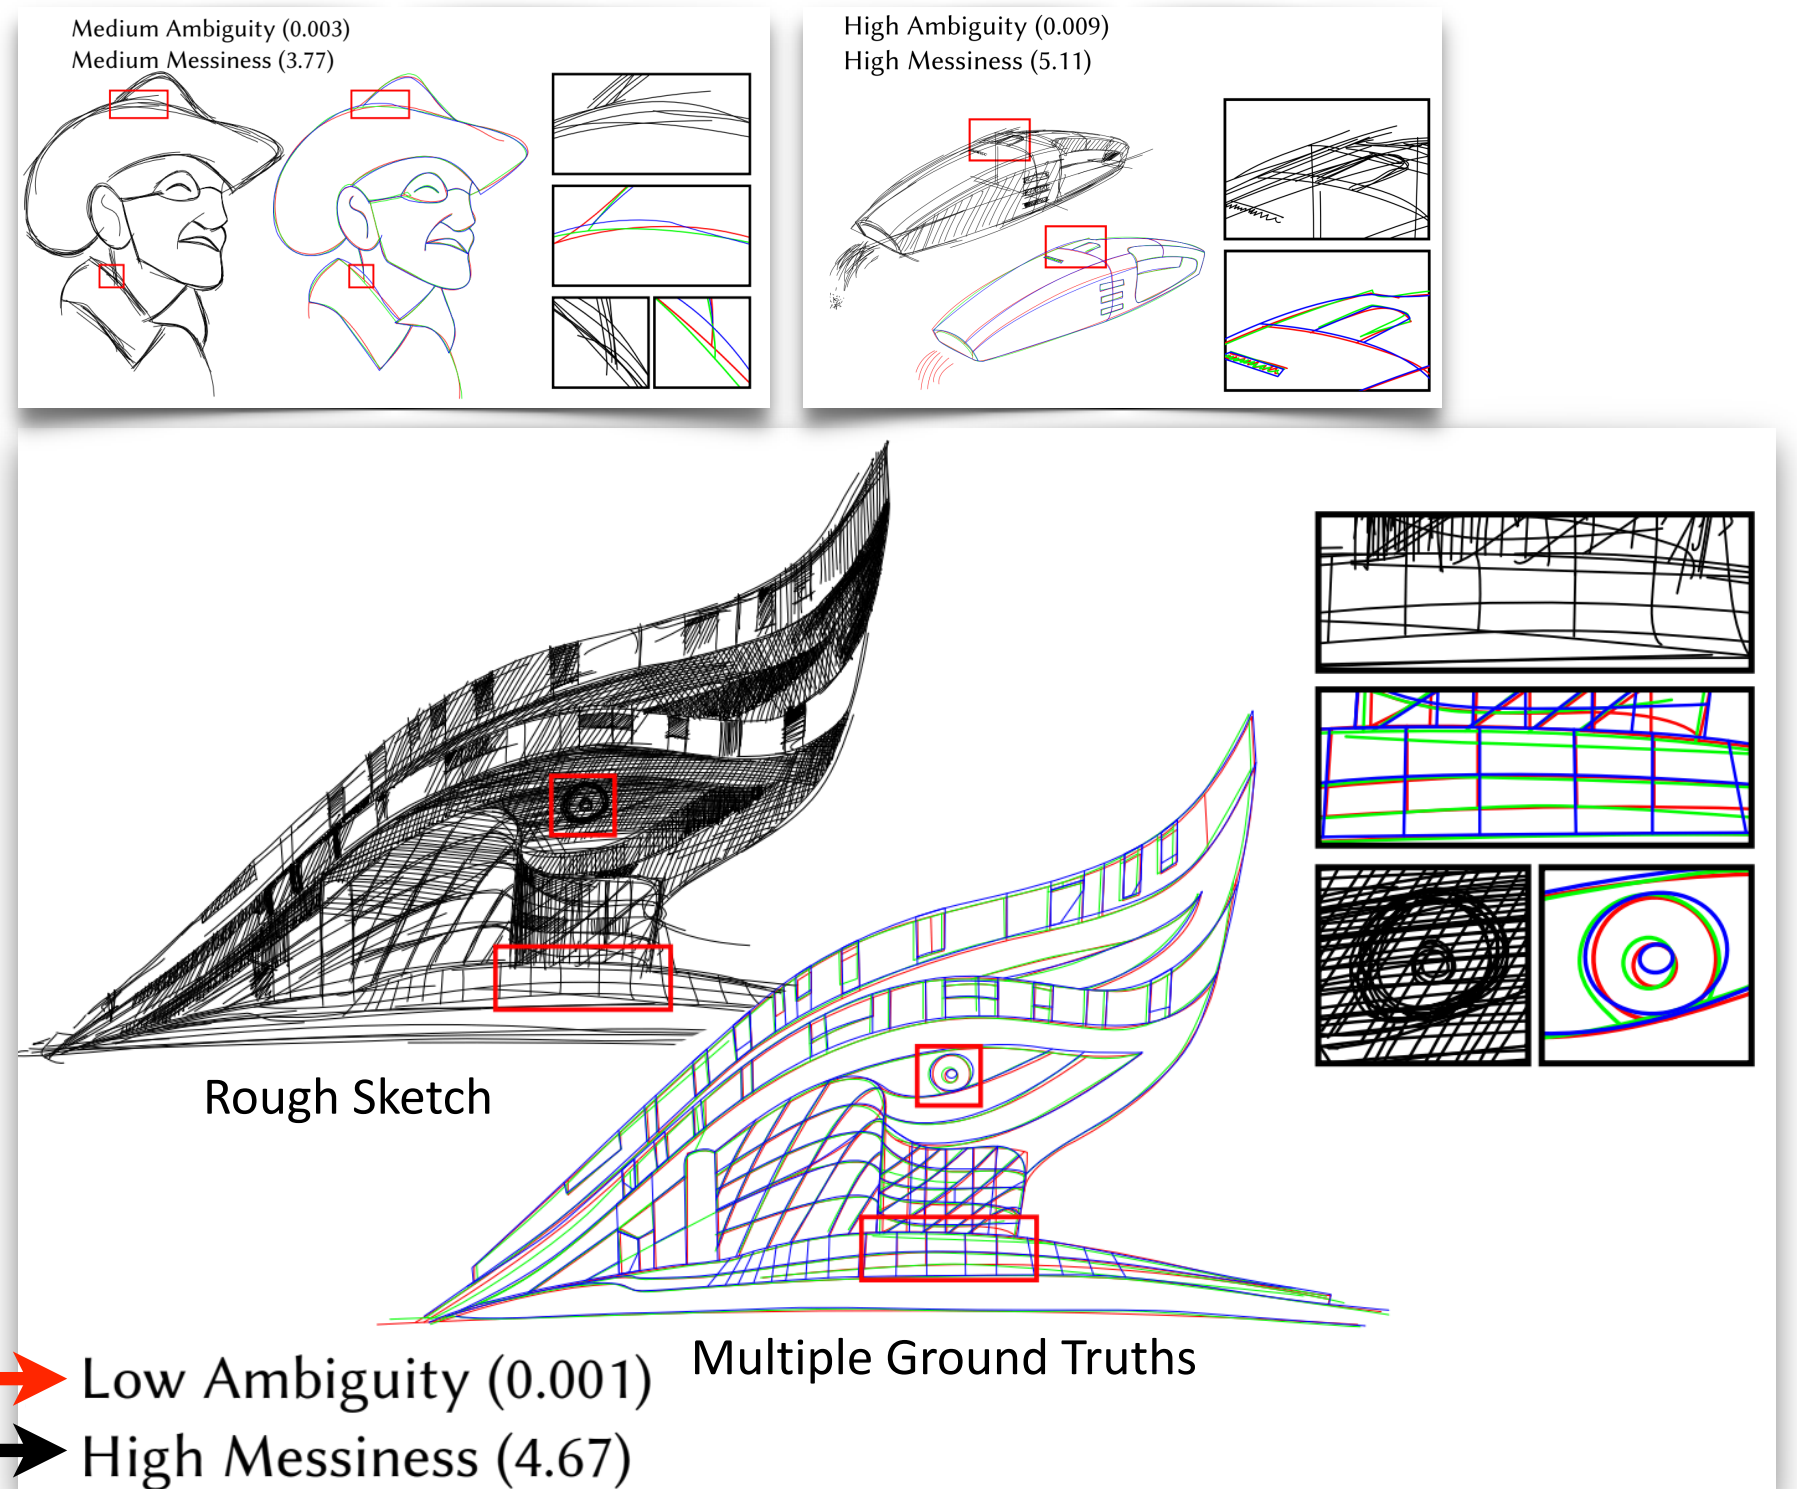 Medium Ambiguity (0.003)
Medium Messiness (3.77)
High Ambiguity (0.009)
High Messiness (5.11)
Rough Sketch
Multiple Ground Truths
Low Ambiguity (0.001)
High Messiness (4.67)